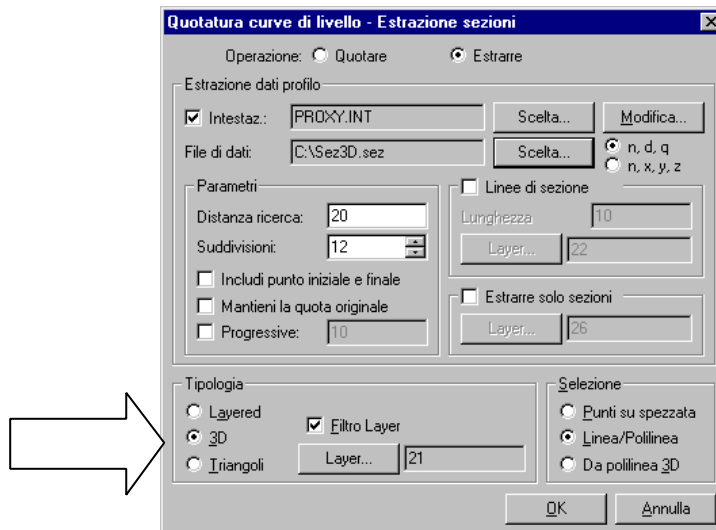 Quotatura curve di livello - Estrazione sezioni
Operazione: Quotare Estrarre
Estrazione dati profilo
Intestaz.: PROXY.INT Scelta... Modifica...
File di dati: C:\Sez3D.sez Scelta... n, d, q
n, x, y, z
Parametri
Distanza ricerca: 20
Suddivisioni: 12
Includi punto iniziale e finale
Mantieni la quota originale
Progressive: 10
Linee di sezione
Lunghezza 10
Layer... 22
Estrarre solo sezioni
Layer... 26
Tipologia
Layered
3D
Triangoli
Filtro Layer
Layer... 21
Selezione
Punti su spezzata
Linea/Polilinea
Da polilinea 3D
OK Annulla